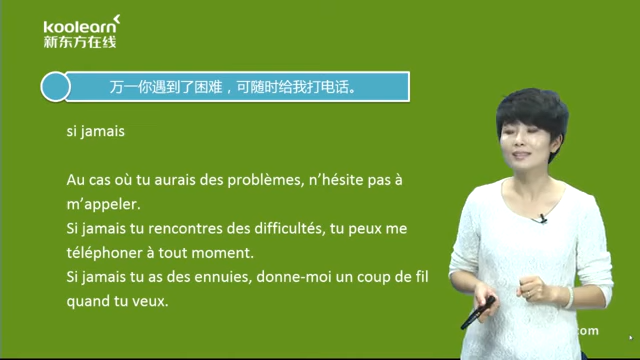 koolearn
新东方在线
万一你遇到了困难，可随时给我打电话。
si jamais
Au cas où tu aurais des problèmes, n'hésite pas à
m'appeler.
Si jamais tu rencontres des difficultés, tu peux me
téléphoner à tout moment.
Si jamais tu as des ennuies, donne-moi un coup de fil
quand tu veux.
.com